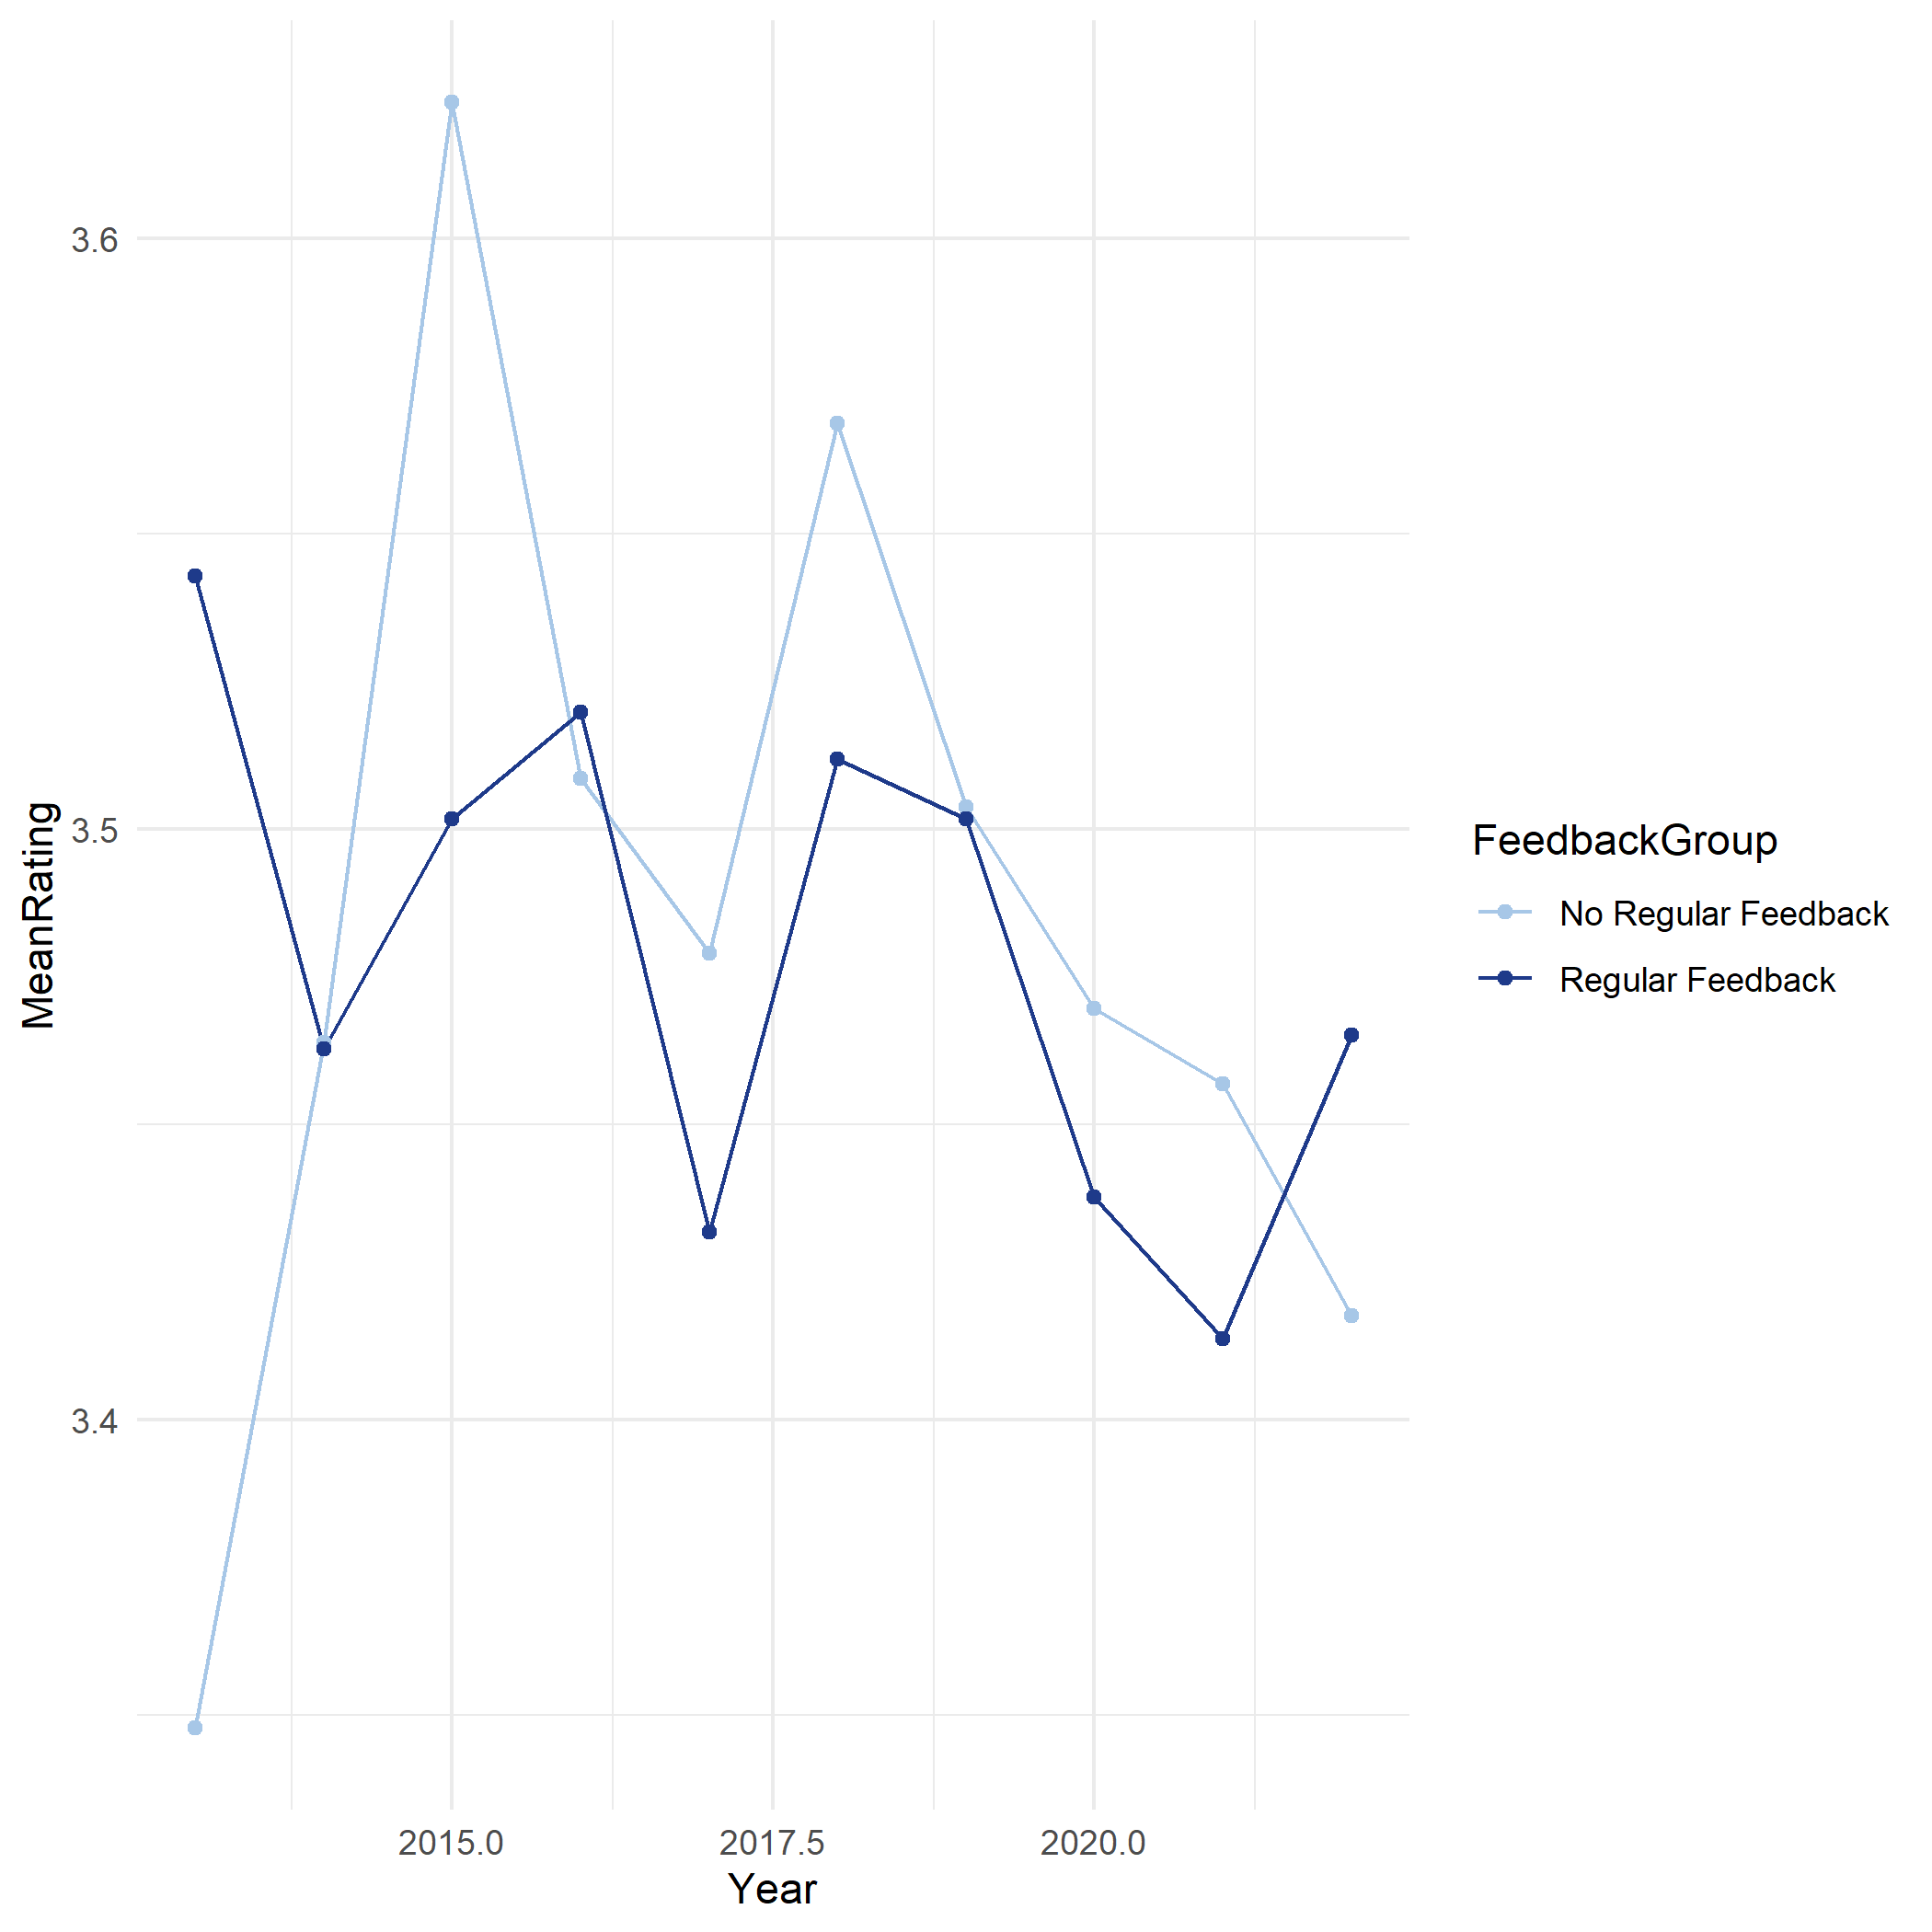 MeanRating
3.6
3.5
3.4
2015.0
2017.5
2020.0
Year
FeedbackGroup
No Regular Feedback
Regular Feedback